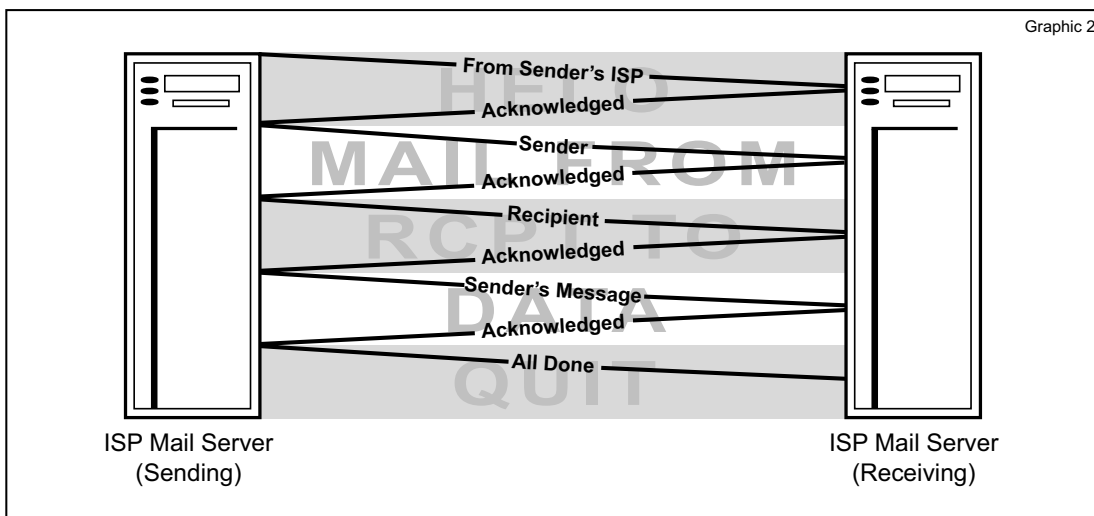 Graphic 2
From Sender's ISP
HELO
Acknowledged
Sender
MAIL FROM
Acknowledged
Recipient
RCPT TO
Acknowledged
Sender's Message
DATA
Acknowledged
All Done
QUIT
ISP Mail Server
(Sending)
ISP Mail Server
(Receiving)